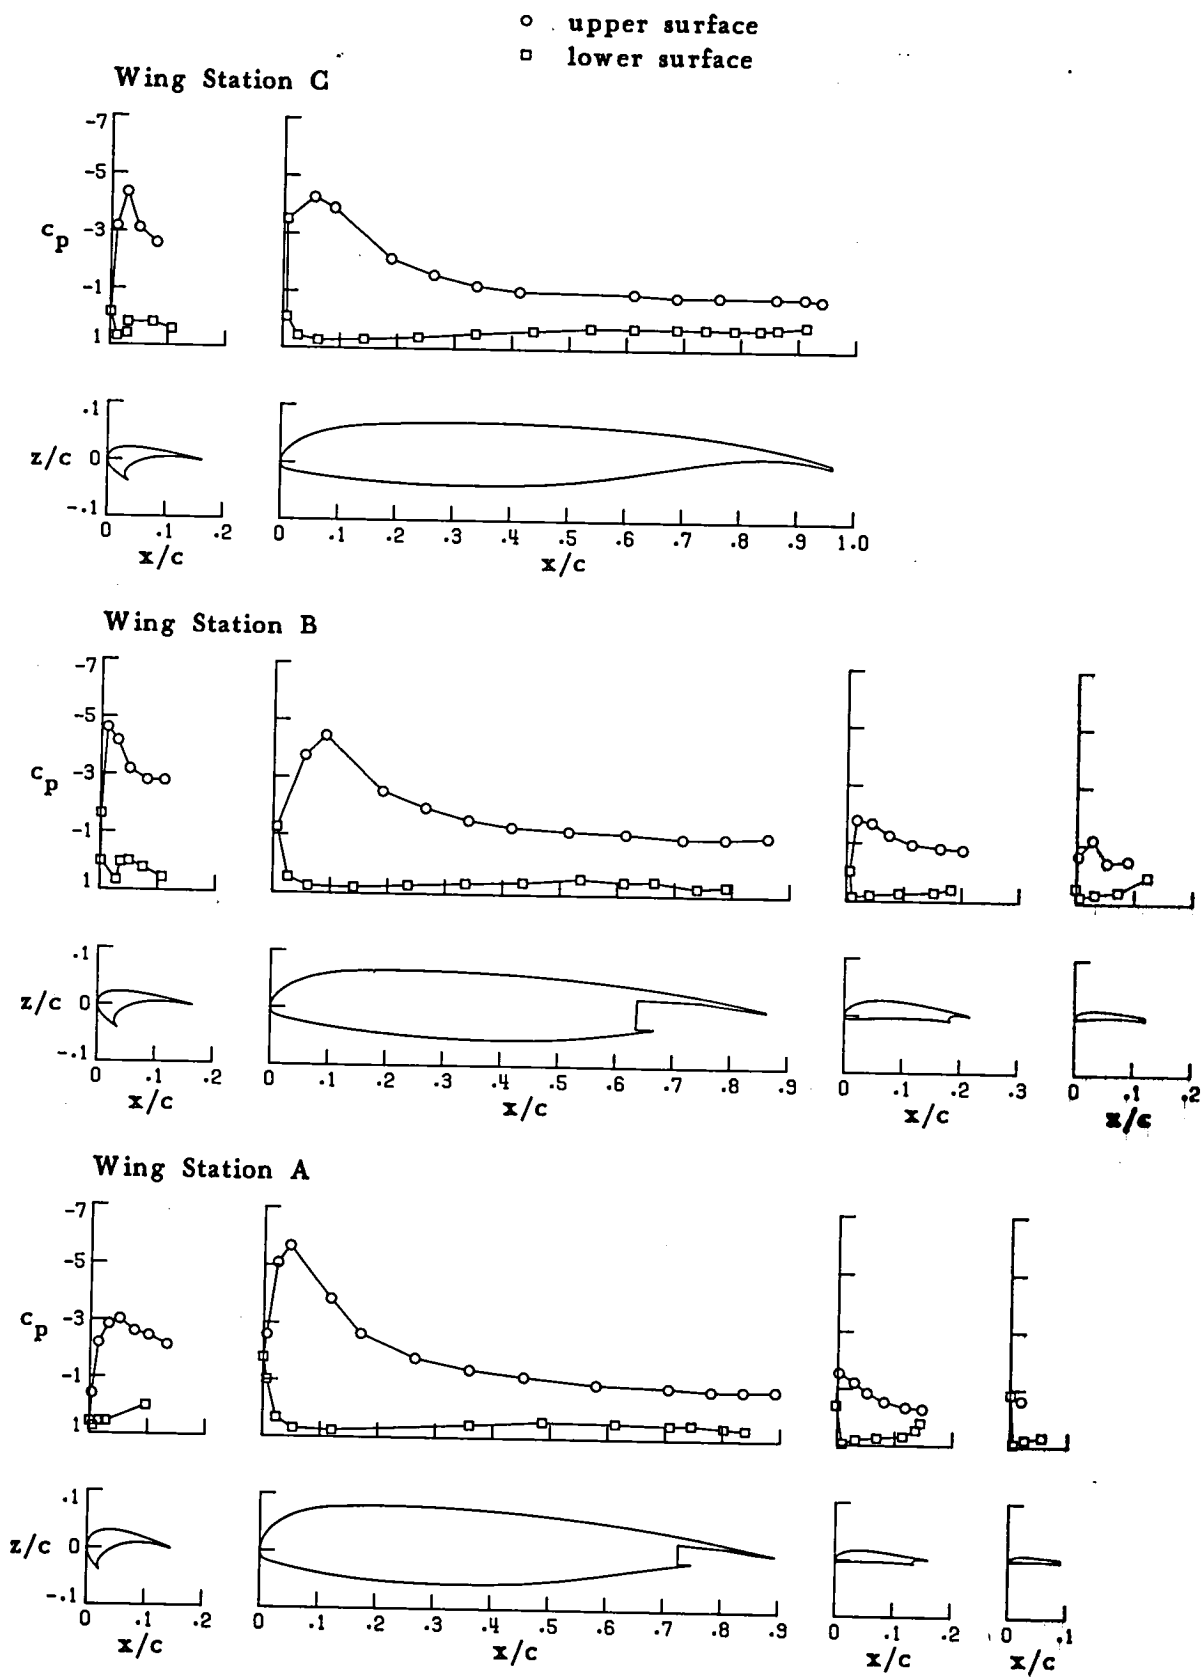 upper surface
lower surface
Wing Station C
-7
-5
c_p -3
-1
1
.1
z/c 0
-.1
0 .1 .2 0 .1 .2 .3 .4 .5 .6 .7 .8 .9 1.0
x/c x/c
Wing Station B
-7
-5
c_p -3
-1
1
.1
z/c 0
-.1
0 .1 .2 0 .1 .2 .3 .4 .5 .6 .7 .8 .9 0 .1 .2 .3 0 .1 .2
x/c x/c x/c x/c
Wing Station A
-7
-5
c_p -3
-1
1
.1
z/c 0
-.1
0 .1 .2 0 .1 .2 .3 .4 .5 .6 .7 .8 .9 0 .1 .2 0 .1
x/c x/c x/c x/c